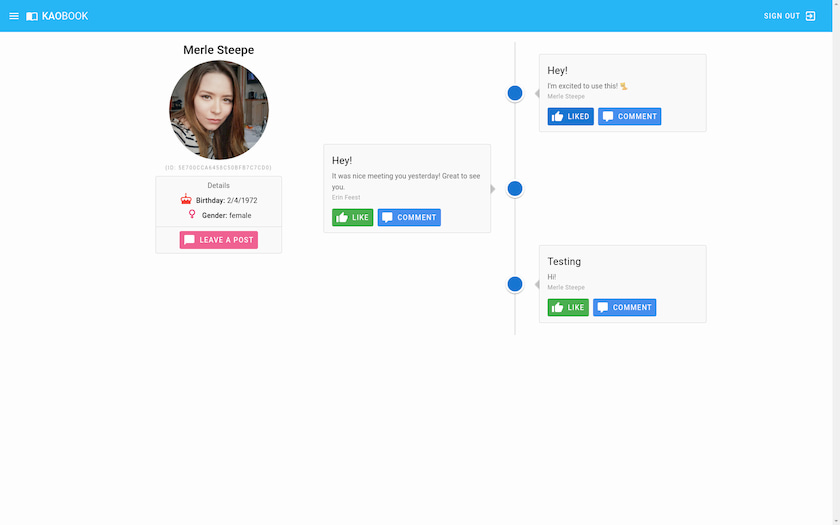 KAOBOOK
SIGN OUT
Merle Steepe
(ID: 5E700CCA6A58C50BF87C7CD0)
Details
Birthday: 2/4/1972
Gender: female
LEAVE A POST
Hey!
I'm excited to use this!
Merle Steepe
LIKED COMMENT
Hey!
It was nice meeting you yesterday! Great to see
you.
Erin Feest
LIKE COMMENT
Testing
Hi!
Merle Steepe
LIKE COMMENT